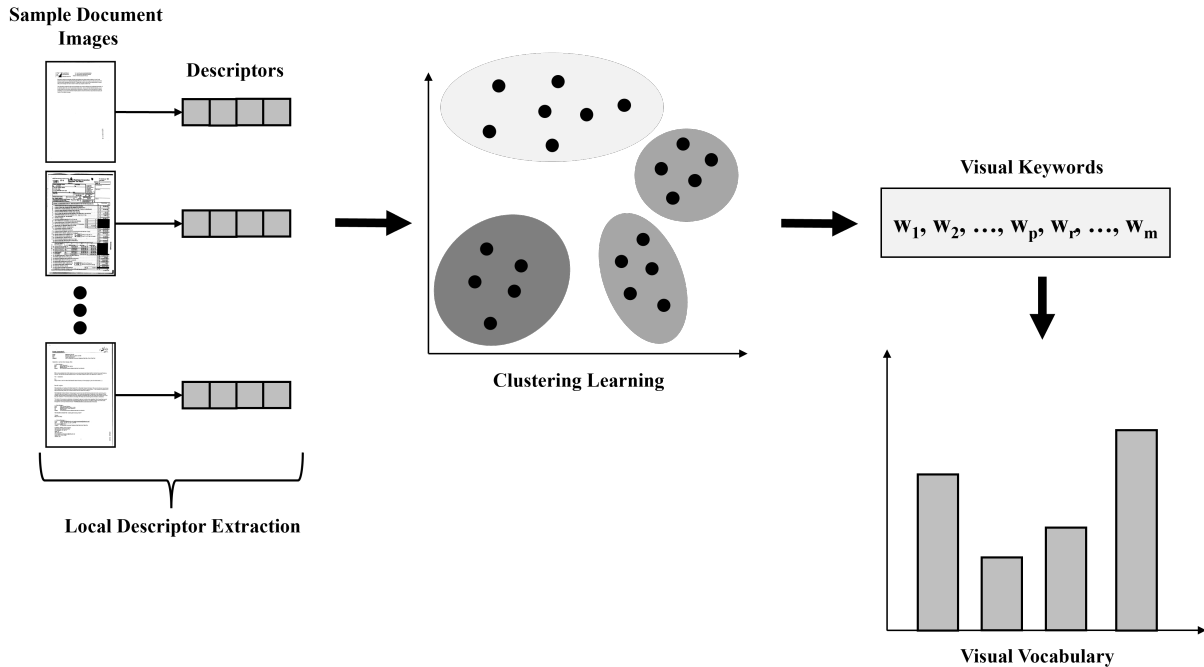 Sample Document
Images
Descriptors
Local Descriptor Extraction
Clustering Learning
Visual Keywords
w₁, w₂, …, wₚ, wᵣ, …, wₘ
Visual Vocabulary